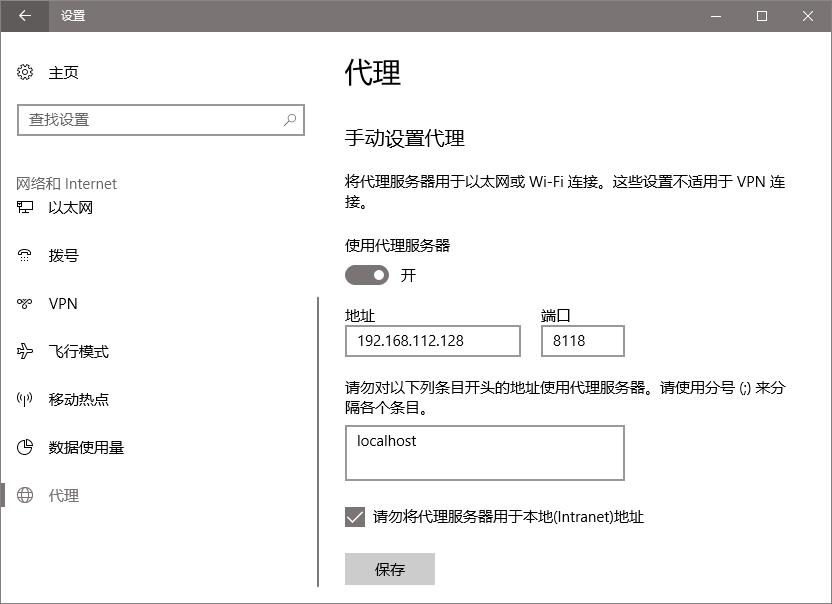 设置
主页
查找设置
网络和 Internet
以太网
拨号
VPN
飞行模式
移动热点
数据使用量
代理
代理
手动设置代理
将代理服务器用于以太网或 Wi-Fi 连接。这些设置不适用于 VPN 连
接。
使用代理服务器
开
地址 端口
192.168.112.128 8118
请勿对以下列条目开头的地址使用代理服务器。请使用分号 (;) 来分
隔各个条目。
localhost
请勿将代理服务器用于本地(Intranet)地址
保存